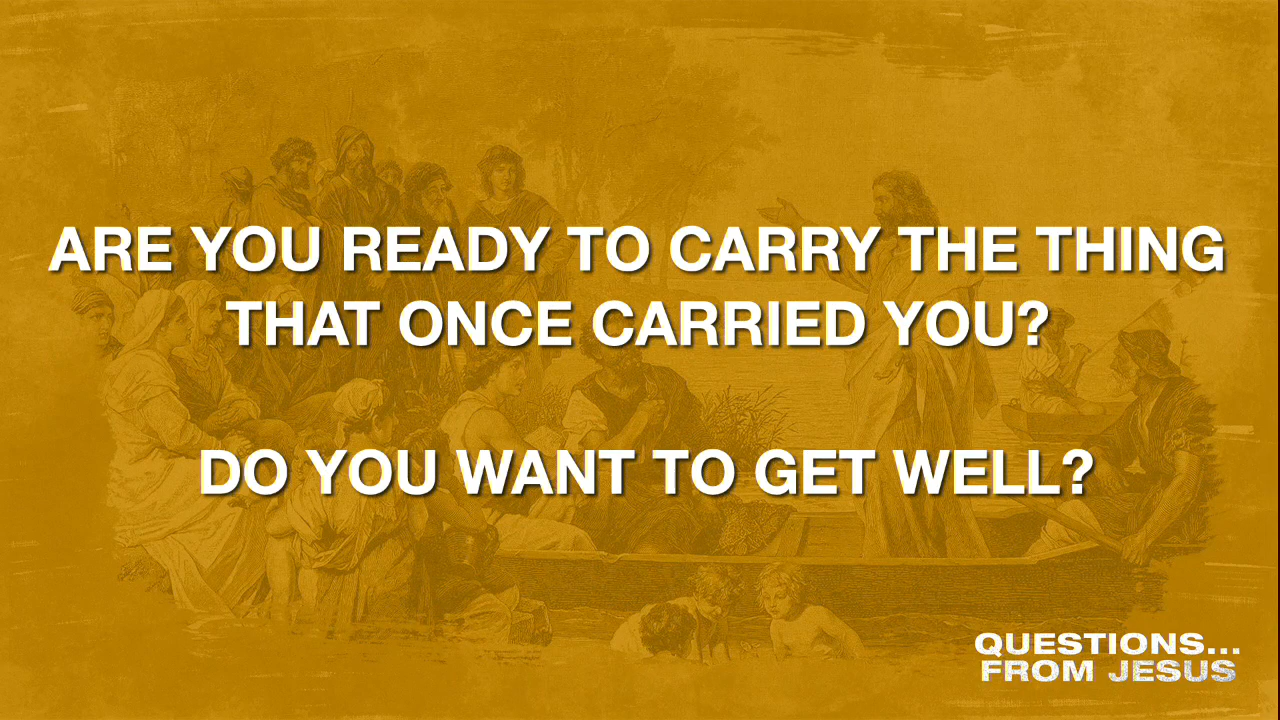 ARE YOU READY TO CARRY THE THING
THAT ONCE CARRIED YOU?
DO YOU WANT TO GET WELL?
QUESTIONS...
FROM JESUS